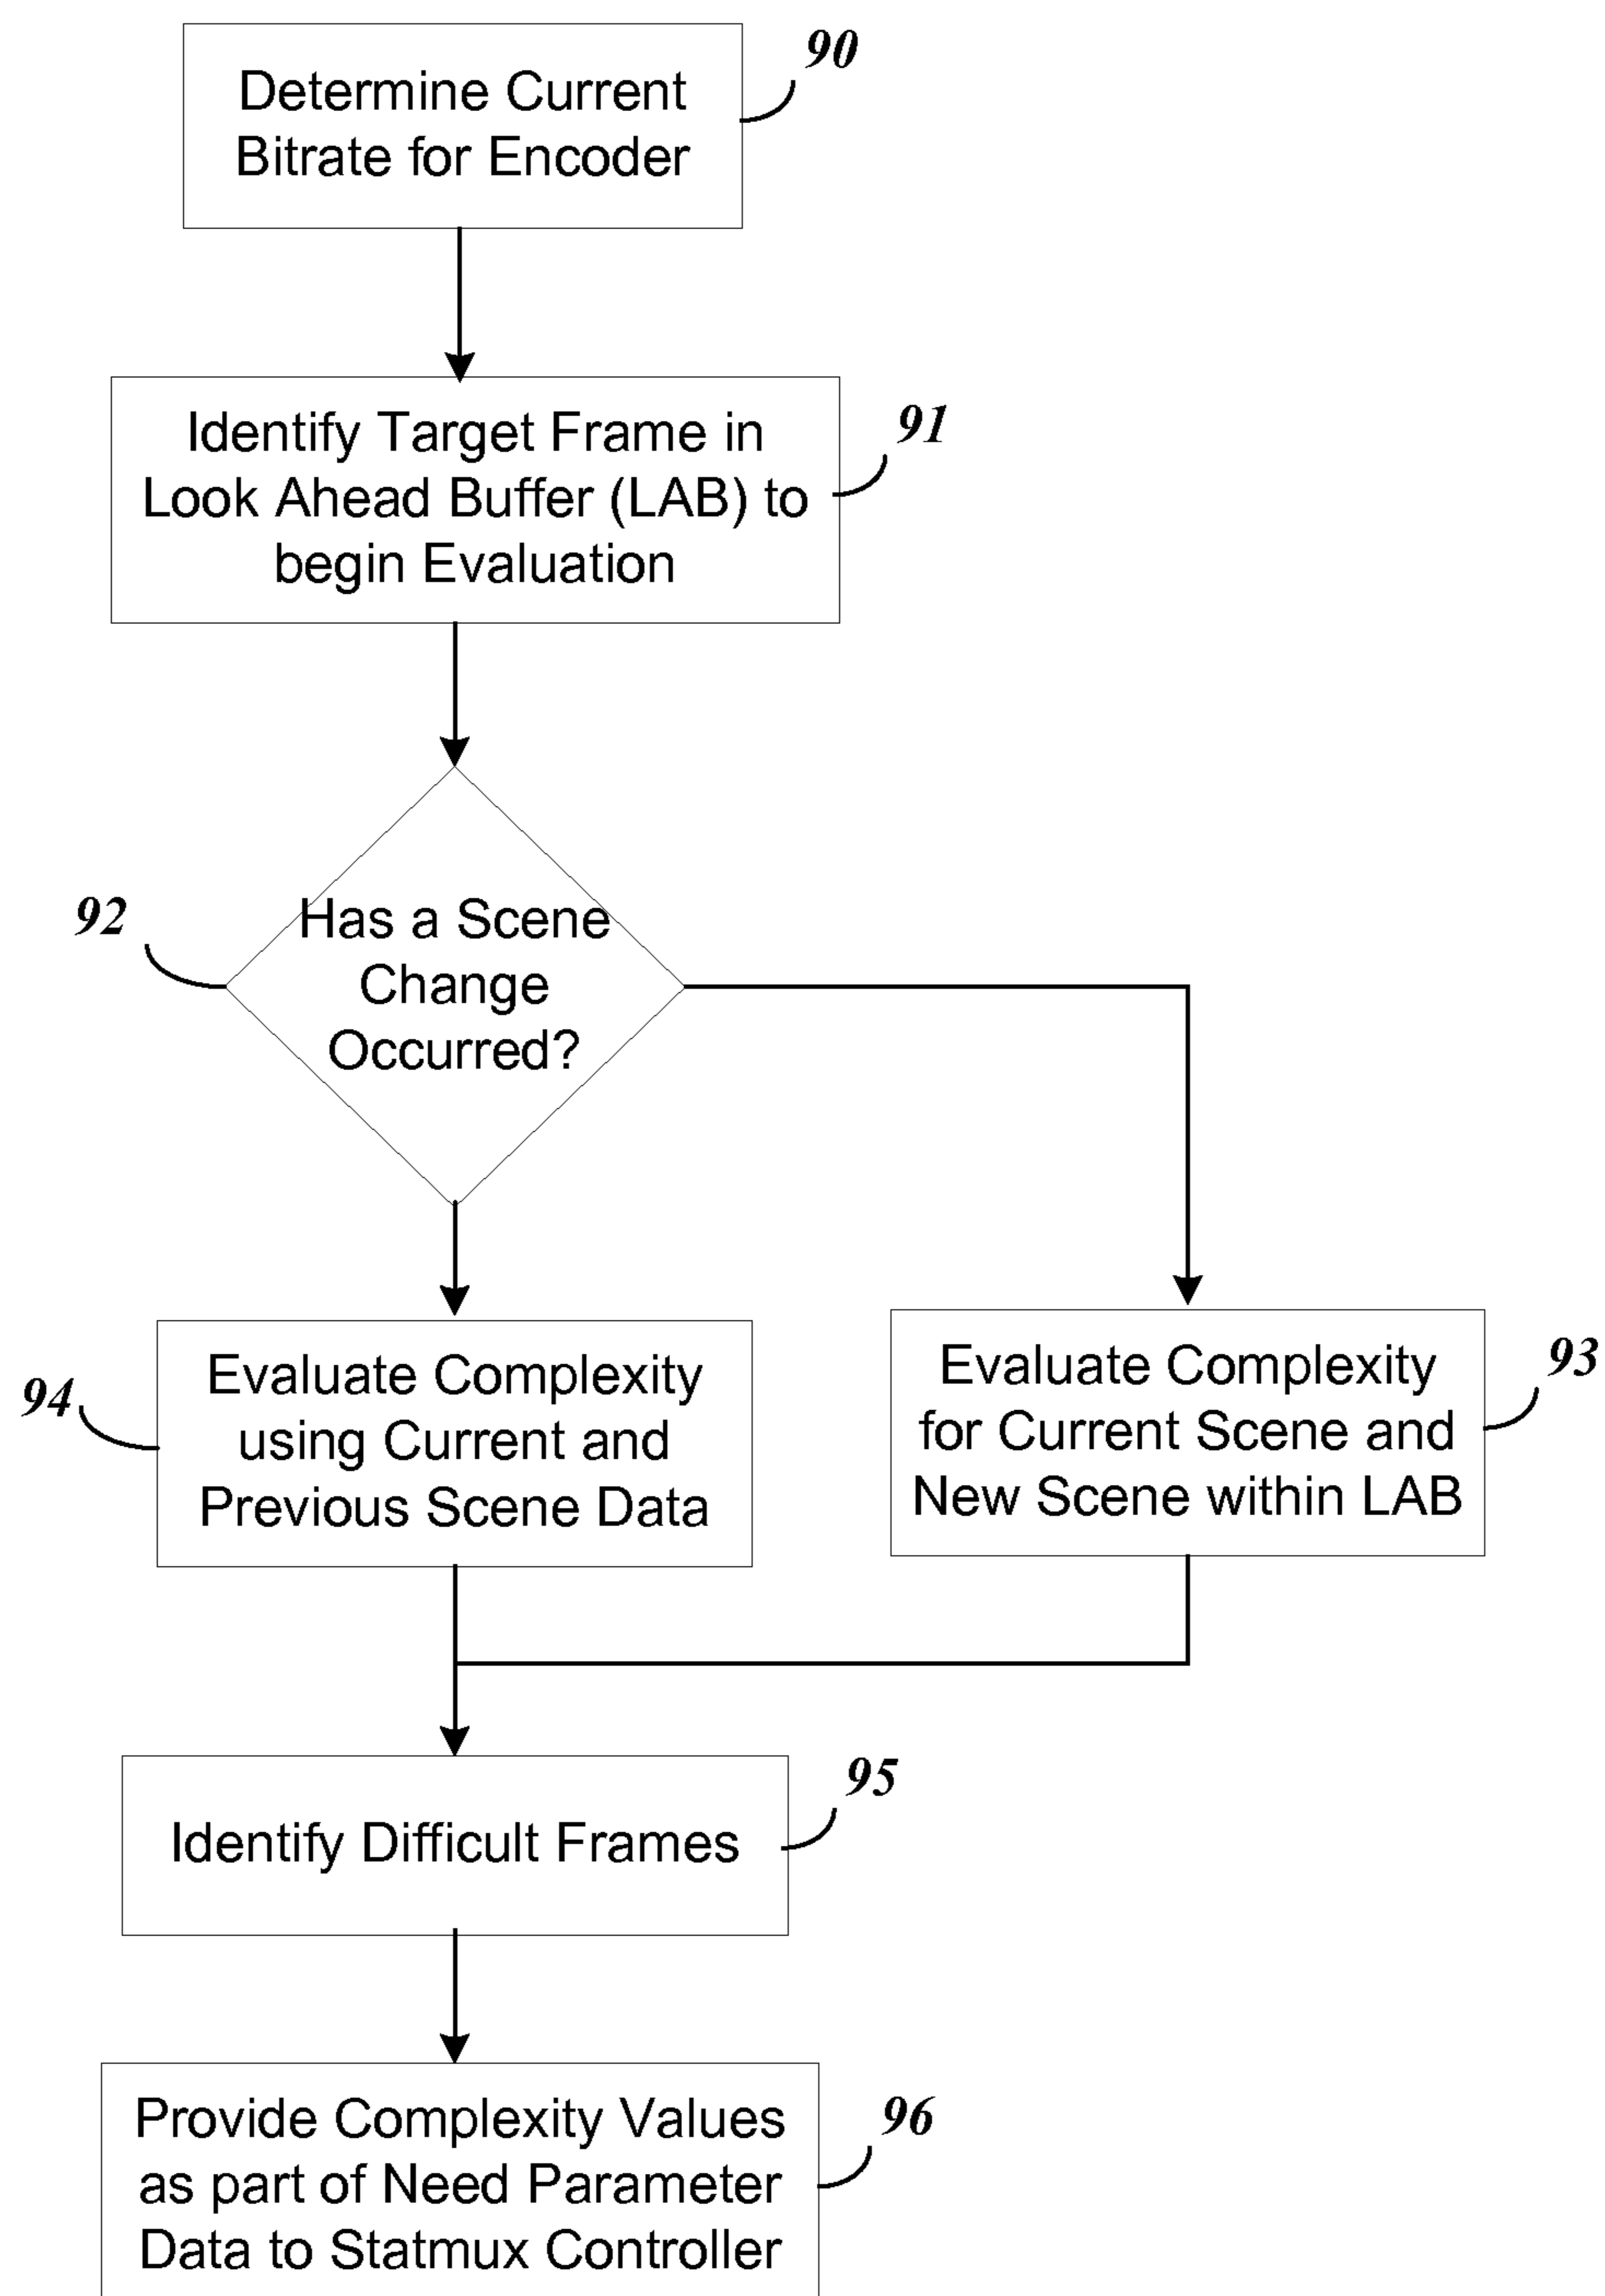 Determine Current
Bitrate for Encoder
90
Identify Target Frame in
Look Ahead Buffer (LAB) to
begin Evaluation
91
92
Has a Scene
Change
Occurred?
94
Evaluate Complexity
using Current and
Previous Scene Data
Evaluate Complexity
for Current Scene and
New Scene within LAB
93
Identify Difficult Frames
95
Provide Complexity Values
as part of Need Parameter
Data to Statmux Controller
96